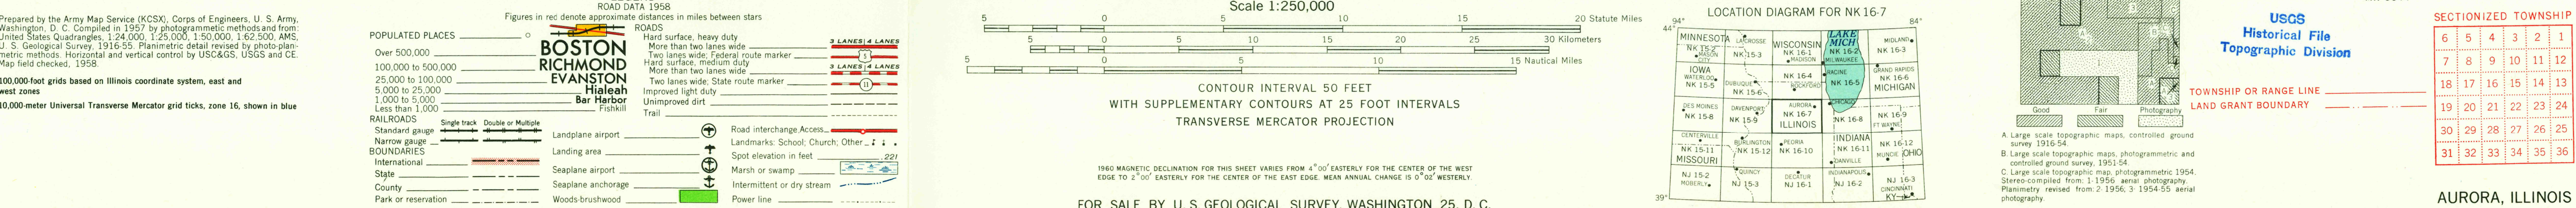 Prepared by the Army Map Service (KCSX), Corps of Engineers, U. S. Army,
Washington, D. C. Compiled in 1957 by photogrammetric methods and from:
United States Quadrangles, 1:24,000, 1:25,000, 1:50,000, 1:62,500, AMS,
U. S. Geological Survey, 1916-55. Planimetric detail revised by photo-plani-
metric methods. Horizontal and vertical control by USC&GS, USGS and CE.
Map field checked, 1958.
100,000-foot grids based on Illinois coordinate system, east and
west zones
10,000-meter Universal Transverse Mercator grid ticks, zone 16, shown in blue
ROAD DATA 1958
Figures in red denote approximate distances in miles between stars
POPULATED PLACES
Over 500,000 BOSTON
100,000 to 500,000 RICHMOND
25,000 to 100,000 EVANSTON
5,000 to 25,000 Hialeah
1,000 to 5,000 Bar Harbor
Less than 1,000 Fishkill
RAILROADS
Single track Double or Multiple
Standard gauge
Narrow gauge
BOUNDARIES
International
State
County
Park or reservation
ROADS
Hard surface, heavy duty
More than two lanes wide 3 LANES 4 LANES
Two lanes wide; Federal route marker 5
Hard surface, medium duty
More than two lanes wide 3 LANES 4 LANES
Two lanes wide; State route marker 11
Improved light duty
Unimproved dirt
Trail
Landplane airport
Landing area
Seaplane airport
Seaplane anchorage
Woods-brushwood
Road interchange, Access
Landmarks: School; Church; Other
Spot elevation in feet .221
Marsh or swamp
Intermittent or dry stream
Power line
Scale 1:250,000
5 0 5 10 15 20 Statute Miles
5 0 5 10 15 20 25 30 Kilometers
5 0 5 10 15 Nautical Miles
CONTOUR INTERVAL 50 FEET
WITH SUPPLEMENTARY CONTOURS AT 25 FOOT INTERVALS
TRANSVERSE MERCATOR PROJECTION
1960 MAGNETIC DECLINATION FOR THIS SHEET VARIES FROM 4°00' EASTERLY FOR THE CENTER OF THE WEST
EDGE TO 2°00' EASTERLY FOR THE CENTER OF THE EAST EDGE. MEAN ANNUAL CHANGE IS 0°02' WESTERLY.
FOR SALE BY U. S. GEOLOGICAL SURVEY, WASHINGTON 25, D. C.
LOCATION DIAGRAM FOR NK 16-7
94° 84°
44°
MINNESOTA LACROSSE WISCONSIN LAKE MICH MIDLAND
NK 15-2 NK 15-3 NK 16-1 NK 16-2 NK 16-3
MASON CITY MADISON MILWAUKEE
IOWA RACINE GRAND RAPIDS
WATERLOO NK 16-4 NK 16-6
NK 15-5 DUBUQUE NK 15-6 ROCKFORD NK 16-5 MICHIGAN
DES MOINES DAVENPORT AURORA CHICAGO
NK 15-8 NK 15-9 NK 16-7 NK 16-8 NK 16-9
ILLINOIS FT WAYNE
CENTERVILLE BURLINGTON PEORIA INDIANA
NK 15-11 NK 15-12 NK 16-10 NK 16-11 NK 16-12
MISSOURI DANVILLE MUNCIE OHIO
NJ 15-2 QUINCY DECATUR INDIANAPOLIS NJ 16-3
MOBERLY NJ 15-3 NJ 16-1 NJ 16-2 CINCINNATI
39° KY
Good Fair Photography
A. Large scale topographic maps, controlled ground
survey 1916-54.
B. Large scale topographic maps, photogrammetric and
controlled ground survey, 1951-54.
C. Large scale topographic map, photogrammetric 1954.
Stereo-compiled from: 1-1956 aerial photography.
Planimetry revised from: 2-1956; 3-1954-55 aerial
photography.
USGS
Historical File
Topographic Division
TOWNSHIP OR RANGE LINE
LAND GRANT BOUNDARY
SECTIONIZED TOWNSHIP
6 5 4 3 2 1
7 8 9 10 11 12
18 17 16 15 14 13
19 20 21 22 23 24
30 29 28 27 26 25
31 32 33 34 35 36
AURORA, ILLINOIS